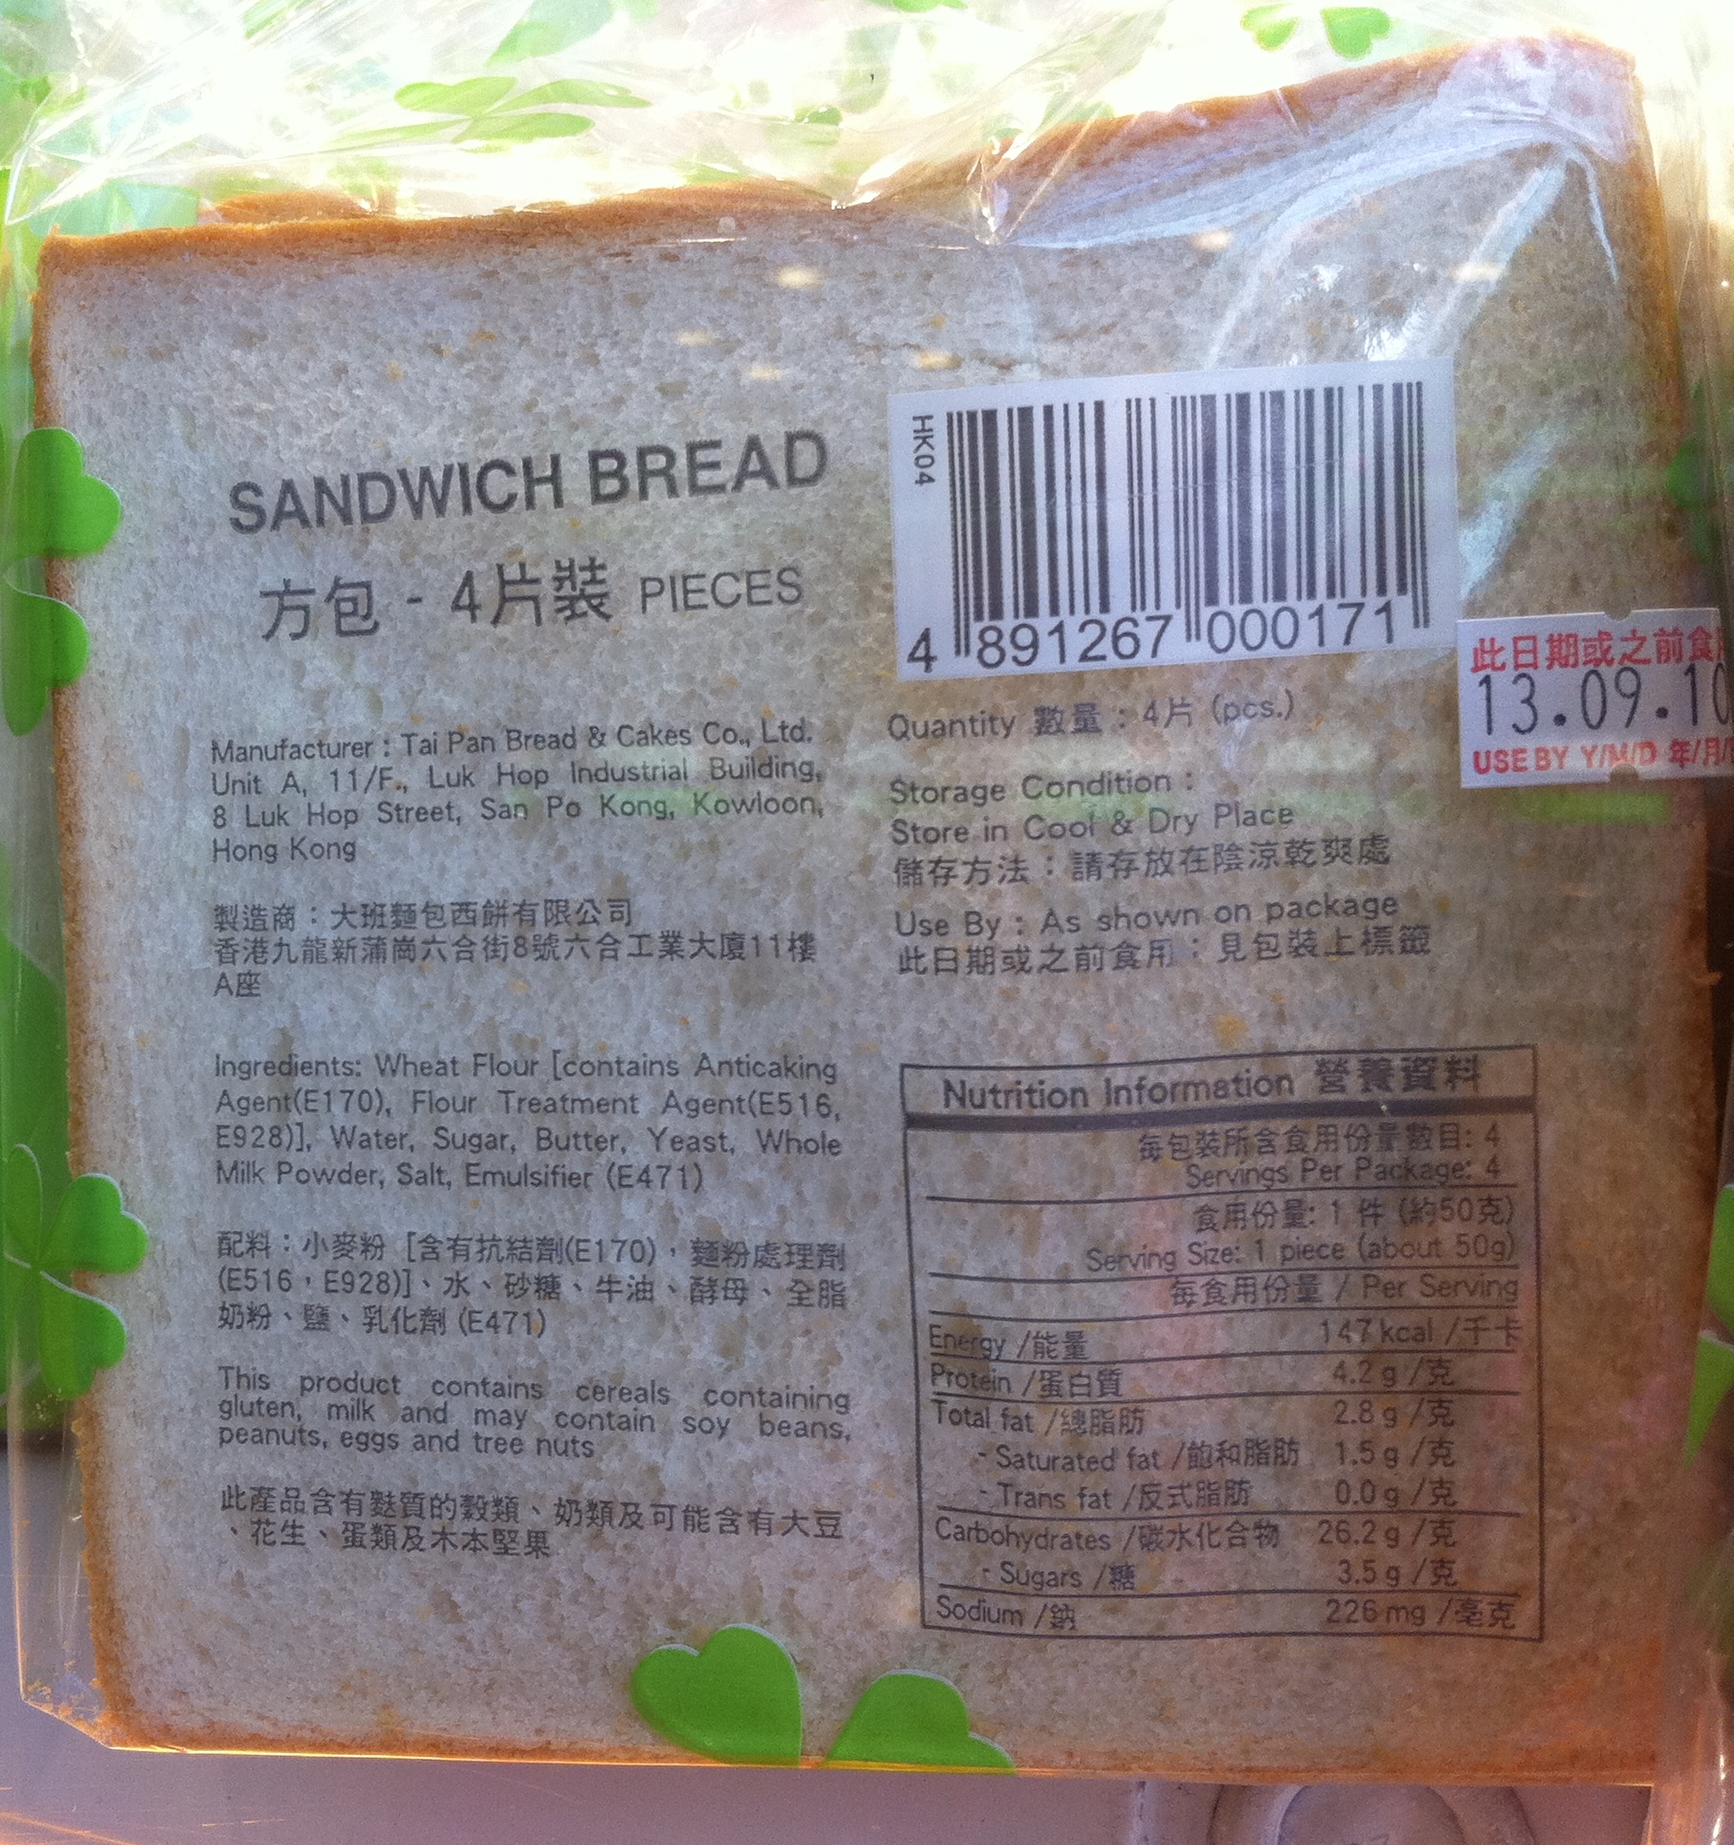 SANDWICH BREAD
方包 - 4片裝 PIECES
Manufacturer : Tai Pan Bread & Cakes Co., Ltd.
Unit A, 11/F., Luk Hop Industrial Building,
8 Luk Hop Street, San Po Kong, Kowloon,
Hong Kong
製造商：大班麵包西餅有限公司
香港九龍新蒲崗六合街8號六合工業大廈11樓
A座
Ingredients: Wheat Flour [contains Anticaking
Agent(E170), Flour Treatment Agent(E516,
E928)], Water, Sugar, Butter, Yeast, Whole
Milk Powder, Salt, Emulsifier (E471)
配料：小麥粉 [含有抗結劑(E170)，麵粉處理劑
(E516，E928)]、水、砂糖、牛油、酵母、全脂
奶粉、鹽、乳化劑 (E471)
This product contains cereals containing
gluten, milk and may contain soy beans,
peanuts, eggs and tree nuts
此產品含有麩質的穀類、奶類及可能含有大豆
、花生、蛋類及木本堅果
HK04
4 891267 000171
此日期或之前食
13.09.10
USE BY Y/M/D 年/月/
Quantity 數量：4片 (pcs.)
Storage Condition :
Store in Cool & Dry Place
儲存方法：請存放在陰涼乾爽處
Use By : As shown on package
此日期或之前食用：見包裝上標籤
Nutrition Information 營養資料
每包裝所含食用份量數目: 4
Servings Per Package: 4
食用份量: 1 件 (約50克)
Serving Size: 1 piece (about 50g)
每食用份量 / Per Serving
Energy /能量 147 kcal /千卡
Protein /蛋白質 4.2 g /克
Total fat /總脂肪 2.8 g /克
- Saturated fat /飽和脂肪 1.5 g /克
- Trans fat /反式脂肪 0.0 g /克
Carbohydrates /碳水化合物 26.2 g /克
- Sugars /糖 3.5 g /克
Sodium /鈉 226 mg /毫克